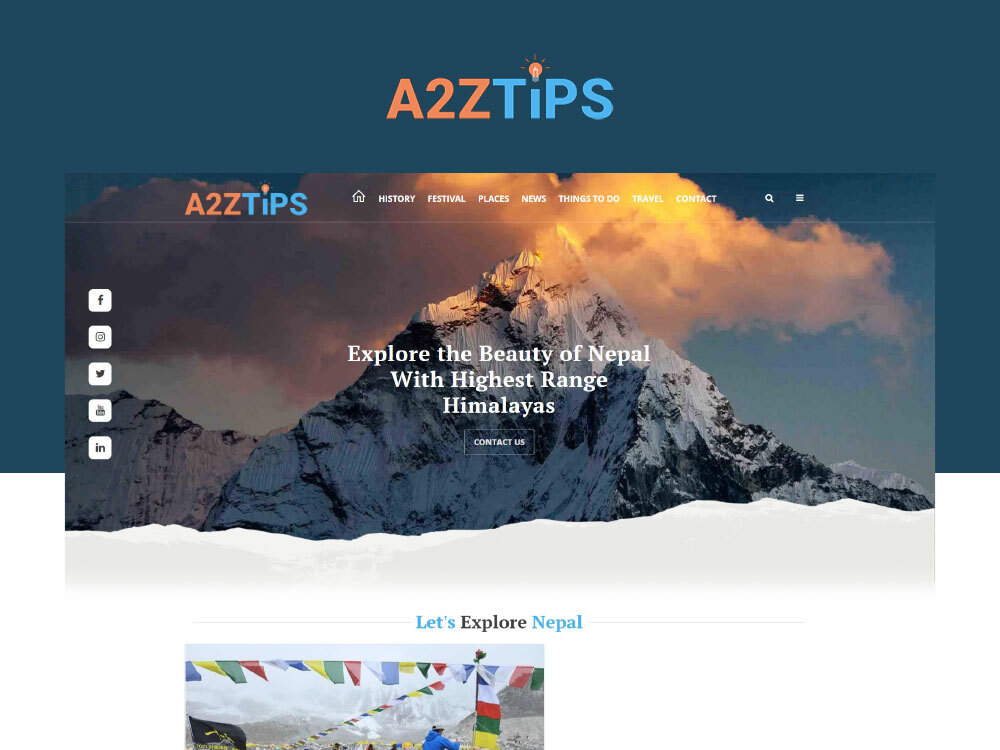 A2ZTiPS
A2ZTiPS
HISTORY FESTIVAL PLACES NEWS THINGS TO DO TRAVEL CONTACT
Explore the Beauty of Nepal
With Highest Range
Himalayas
CONTACT US
Let's Explore Nepal